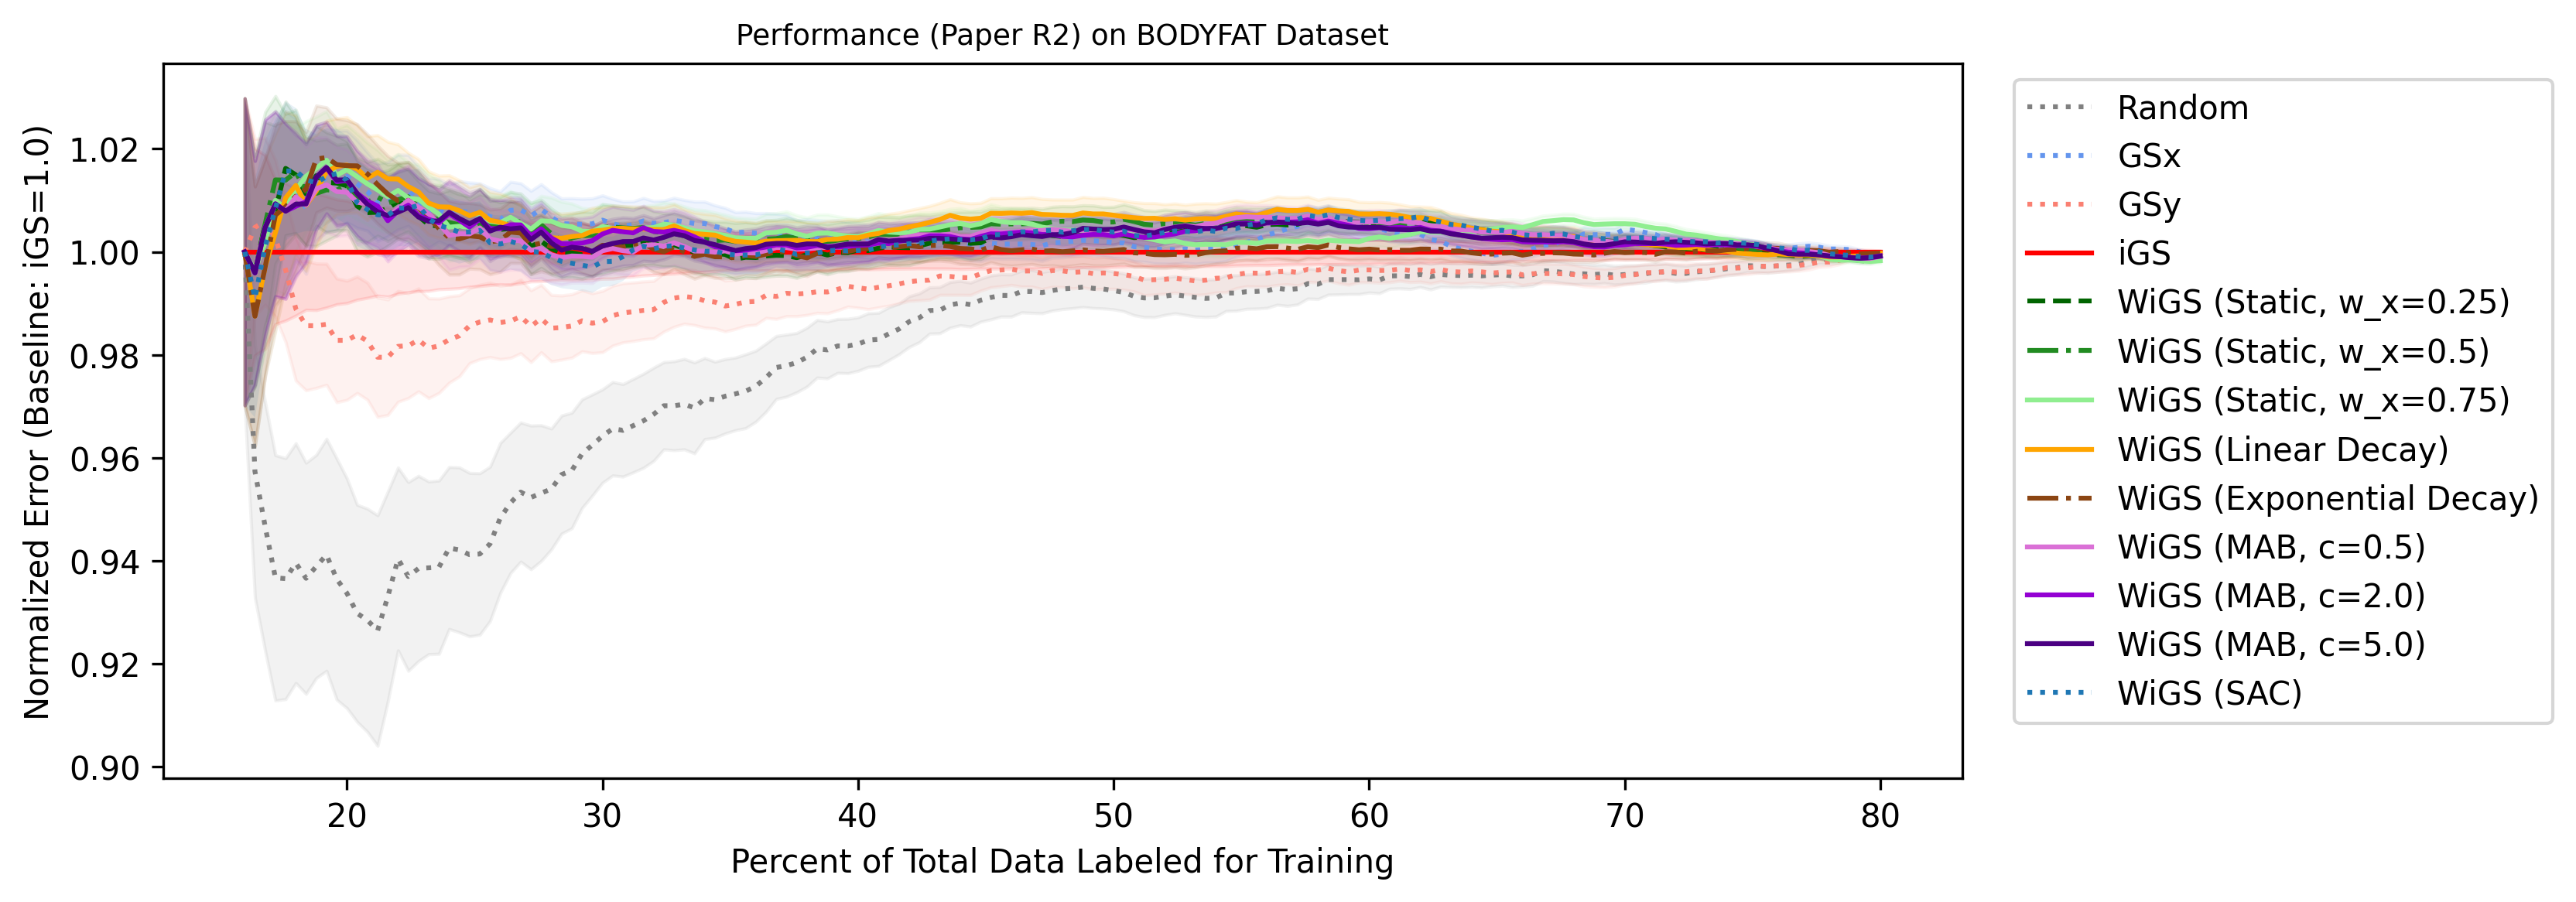 Performance (Paper R2) on BODYFAT Dataset
Normalized Error (Baseline: iGS=1.0)
1.02
1.00
0.98
0.96
0.94
0.92
0.90
20 30 40 50 60 70 80
Percent of Total Data Labeled for Training
Random
GSx
GSy
iGS
WiGS (Static, w_x=0.25)
WiGS (Static, w_x=0.5)
WiGS (Static, w_x=0.75)
WiGS (Linear Decay)
WiGS (Exponential Decay)
WiGS (MAB, c=0.5)
WiGS (MAB, c=2.0)
WiGS (MAB, c=5.0)
WiGS (SAC)